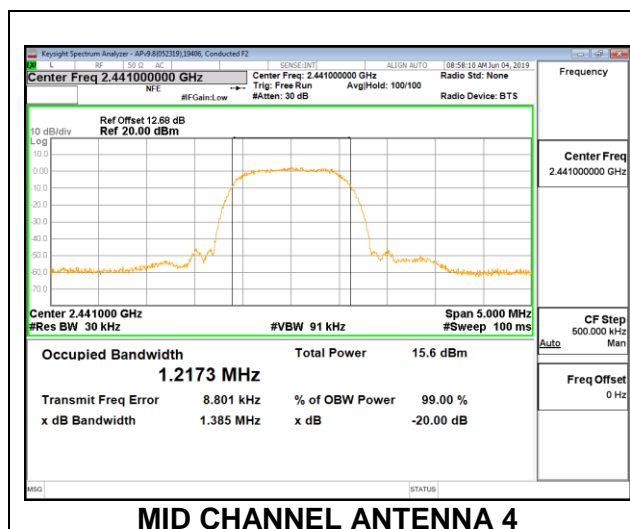 Keysight Spectrum Analyzer - APv9.8(052319),19406, Conducted F2
L RF 50 Ω AC SENSE:INT ALIGN AUTO 08:58:10 AM Jun 04, 2019
Center Freq 2.441000000 GHz
NFE
#IFGain:Low
Center Freq: 2.441000000 GHz
Trig: Free Run Avg|Hold: 100/100
#Atten: 30 dB
Radio Std: None
Radio Device: BTS
Frequency
Ref Offset 12.68 dB
10 dB/div Ref 20.00 dBm
Log
10.0
0.00
-10.0
-20.0
-30.0
-40.0
-50.0
-60.0
-70.0
Center Freq
2.441000000 GHz
Center 2.441000 GHz Span 5.000 MHz
#Res BW 30 kHz #VBW 91 kHz #Sweep 100 ms
CF Step
500.000 kHz
Auto Man
Occupied Bandwidth Total Power 15.6 dBm
1.2173 MHz
Transmit Freq Error 8.801 kHz % of OBW Power 99.00 %
x dB Bandwidth 1.385 MHz x dB -20.00 dB
Freq Offset
0 Hz
MSG STATUS
MID CHANNEL ANTENNA 4